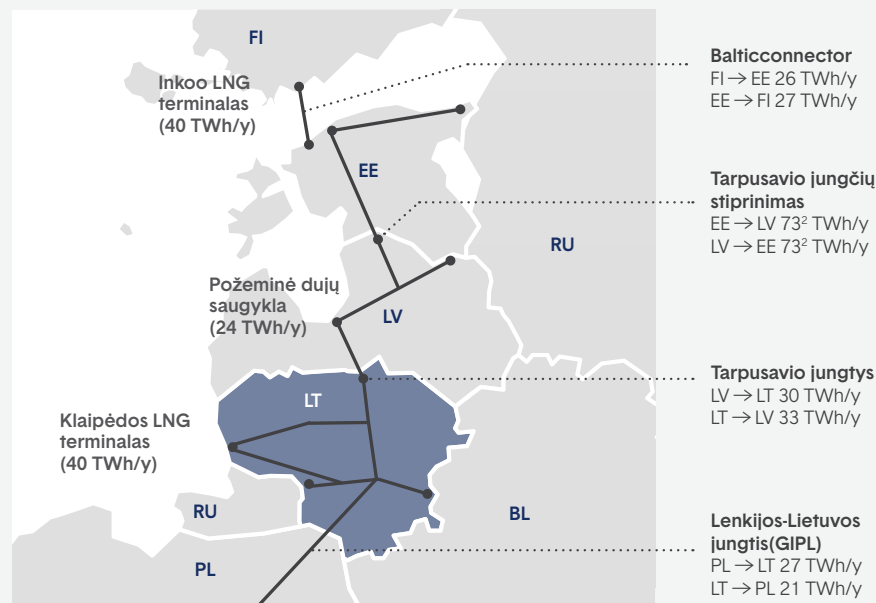 FI
Inkoo LNG
terminalas
(40 TWh/y)
EE
RU
Požeminė dujų
saugykla
(24 TWh/y)
LV
LT
Klaipėdos LNG
terminalas
(40 TWh/y)
RU
BL
PL
Balticconnector
FI → EE 26 TWh/y
EE → FI 27 TWh/y
Tarpusavio jungčių
stiprinimas
EE → LV 73² TWh/y
LV → EE 73² TWh/y
Tarpusavio jungtys
LV → LT 30 TWh/y
LT → LV 33 TWh/y
Lenkijos-Lietuvos
jungtis(GIPL)
PL → LT 27 TWh/y
LT → PL 21 TWh/y